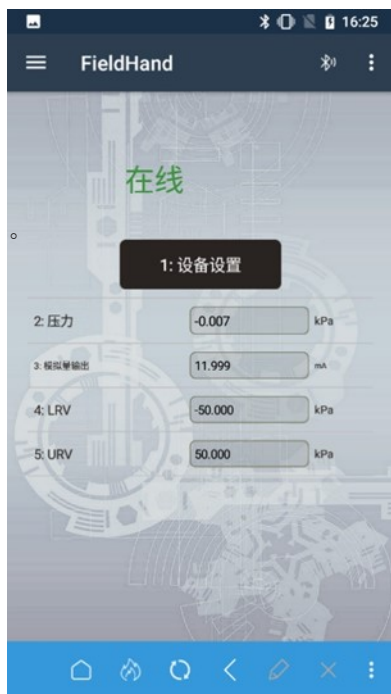 16:25
FieldHand
在线
。
1: 设备设置
2: 压力 -0.007 kPa
3: 模拟量输出 11.999 mA
4: LRV -50.000 kPa
5: URV 50.000 kPa